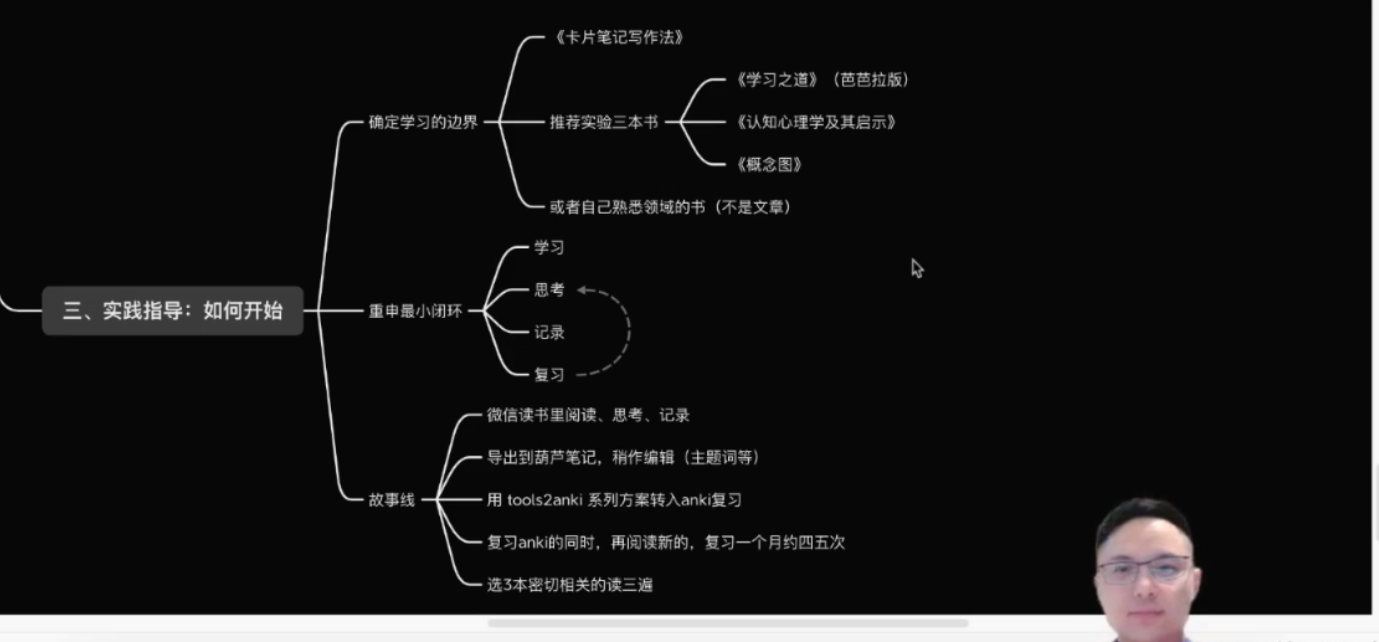 三、实践指导：如何开始
确定学习的边界
《卡片笔记写作法》
推荐实验三本书
《学习之道》（芭芭拉版）
《认知心理学及其启示》
《概念图》
或者自己熟悉领域的书（不是文章）
重申最小闭环
学习
思考
记录
复习
故事线
微信读书里阅读、思考、记录
导出到葫芦笔记，稍作编辑（主题词等）
用 tools2anki 系列方案转入anki复习
复习anki的同时，再阅读新的，复习一个月约四五次
选3本密切相关的读三遍